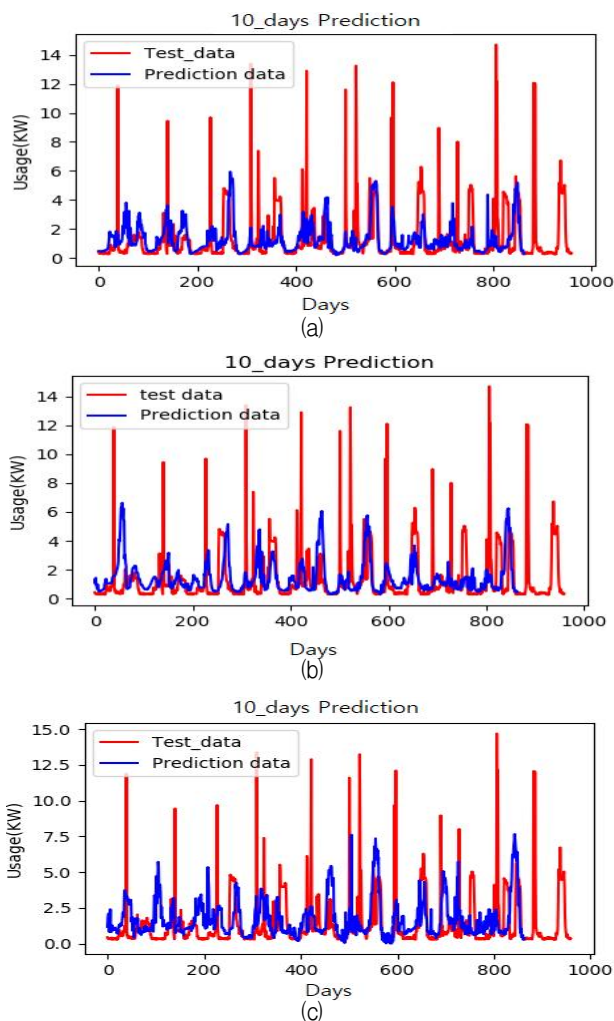 10_days Prediction
14
12
10
8
6
4
2
0
Usage(KW)
Test_data
Prediction data
0
200
400
600
800
1000
Days
(a)
10_days Prediction
14
12
10
8
6
4
2
0
Usage(KW)
test data
Prediction data
0
200
400
600
800
1000
Days
(b)
10_days Prediction
15.0
12.5
10.0
7.5
5.0
2.5
0.0
Usage(KW)
Test_data
Prediction data
0
200
400
600
800
1000
Days
(c)